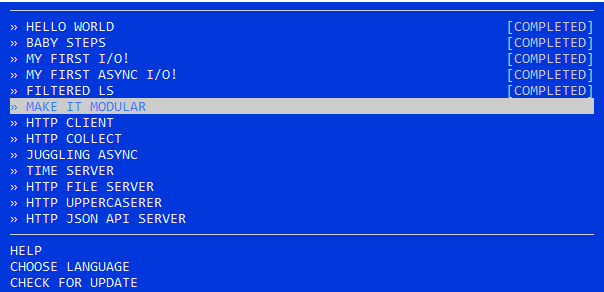 » HELLO WORLD [COMPLETED]
» BABY STEPS [COMPLETED]
» MY FIRST I/O! [COMPLETED]
» MY FIRST ASYNC I/O! [COMPLETED]
» FILTERED LS [COMPLETED]
» MAKE IT MODULAR
» HTTP CLIENT
» HTTP COLLECT
» JUGGLING ASYNC
» TIME SERVER
» HTTP FILE SERVER
» HTTP UPPERCASERER
» HTTP JSON API SERVER
HELP
CHOOSE LANGUAGE
CHECK FOR UPDATE